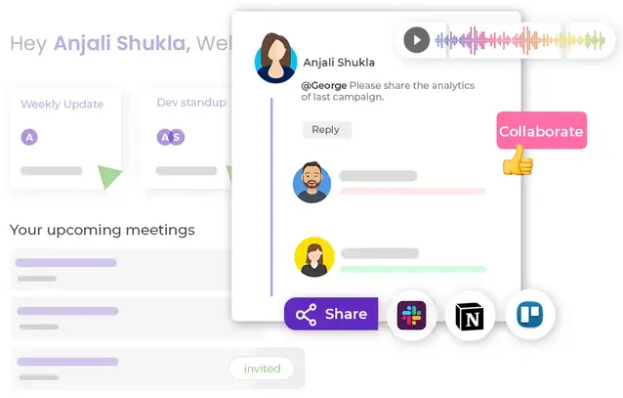 Hey Anjali Shukla, Wel
Weekly Update
A
Dev standup
A S
Your upcoming meetings
invited
Anjali Shukla
@George Please share the analytics
of last campaign.
Reply
Collaborate
Share
N